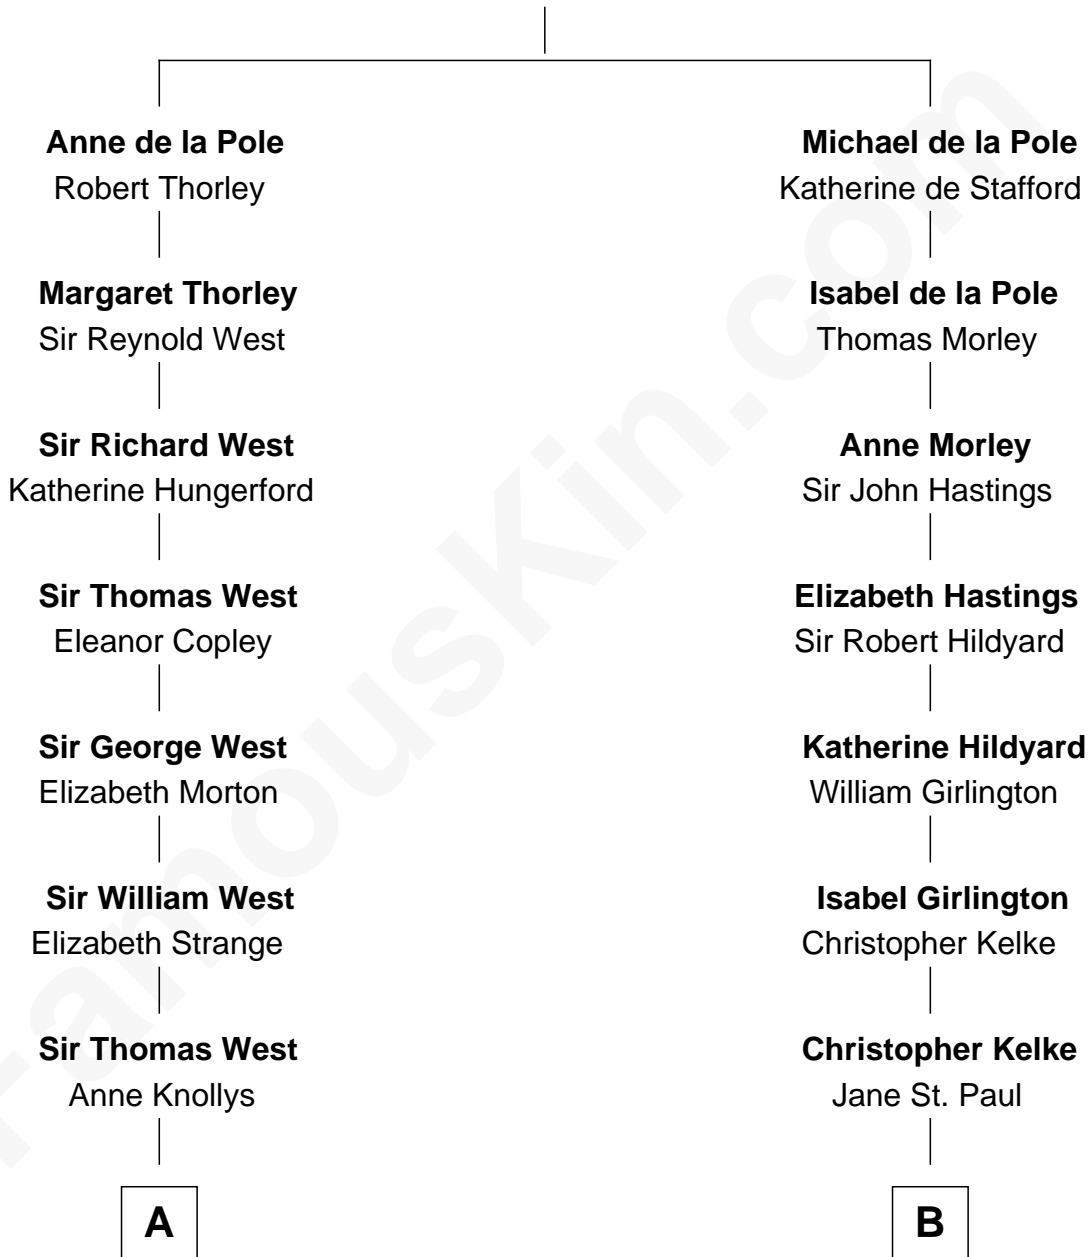 Anne de la Pole
Robert Thorley
Michael de la Pole
Katherine de Stafford
Margaret Thorley
Sir Reynold West
Isabel de la Pole
Thomas Morley
Sir Richard West
Katherine Hungerford
Anne Morley
Sir John Hastings
Sir Thomas West
Eleanor Copley
Elizabeth Hastings
Sir Robert Hildyard
Sir George West
Elizabeth Morton
Katherine Hildyard
William Girlington
Sir William West
Elizabeth Strange
Isabel Girlington
Christopher Kelke
Sir Thomas West
Anne Knollys
Christopher Kelke
Jane St. Paul
A
B
FamousKin.com